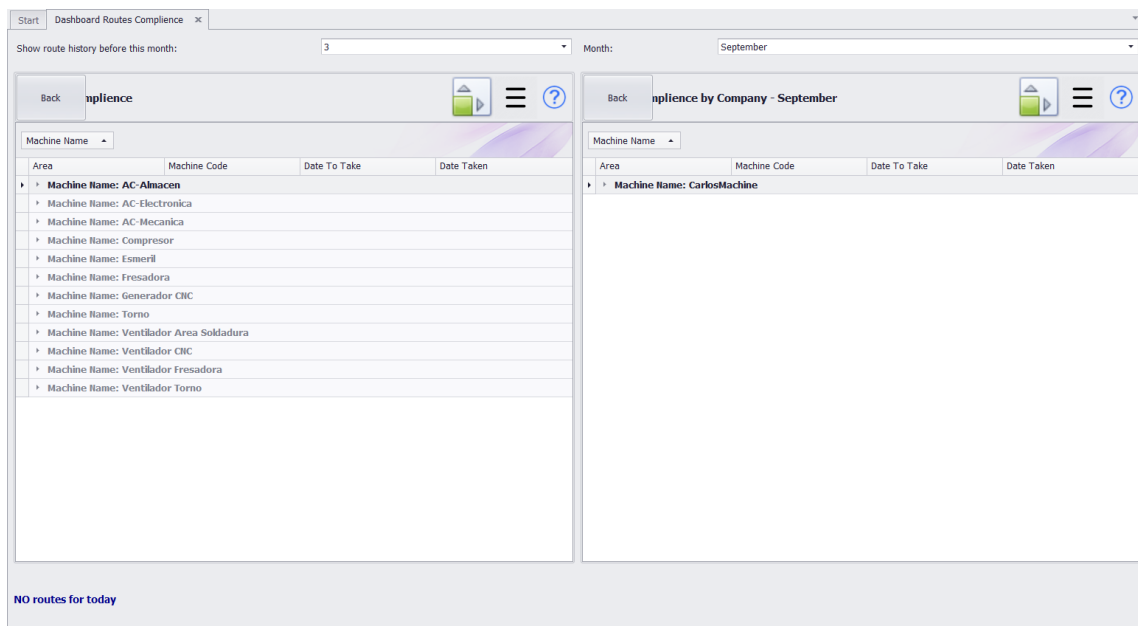 Start Dashboard Routes Complience ×
Show route history before this month: 3 Month: September
Back mplience
Machine Name
Area Machine Code Date To Take Date Taken
Machine Name: AC-Almacen
Machine Name: AC-Electronica
Machine Name: AC-Mecanica
Machine Name: Compresor
Machine Name: Esmeril
Machine Name: Fresadora
Machine Name: Generador CNC
Machine Name: Torno
Machine Name: Ventilador Area Soldadura
Machine Name: Ventilador CNC
Machine Name: Ventilador Fresadora
Machine Name: Ventilador Torno
Back mplience by Company - September
Machine Name
Area Machine Code Date To Take Date Taken
Machine Name: CarlosMachine
NO routes for today